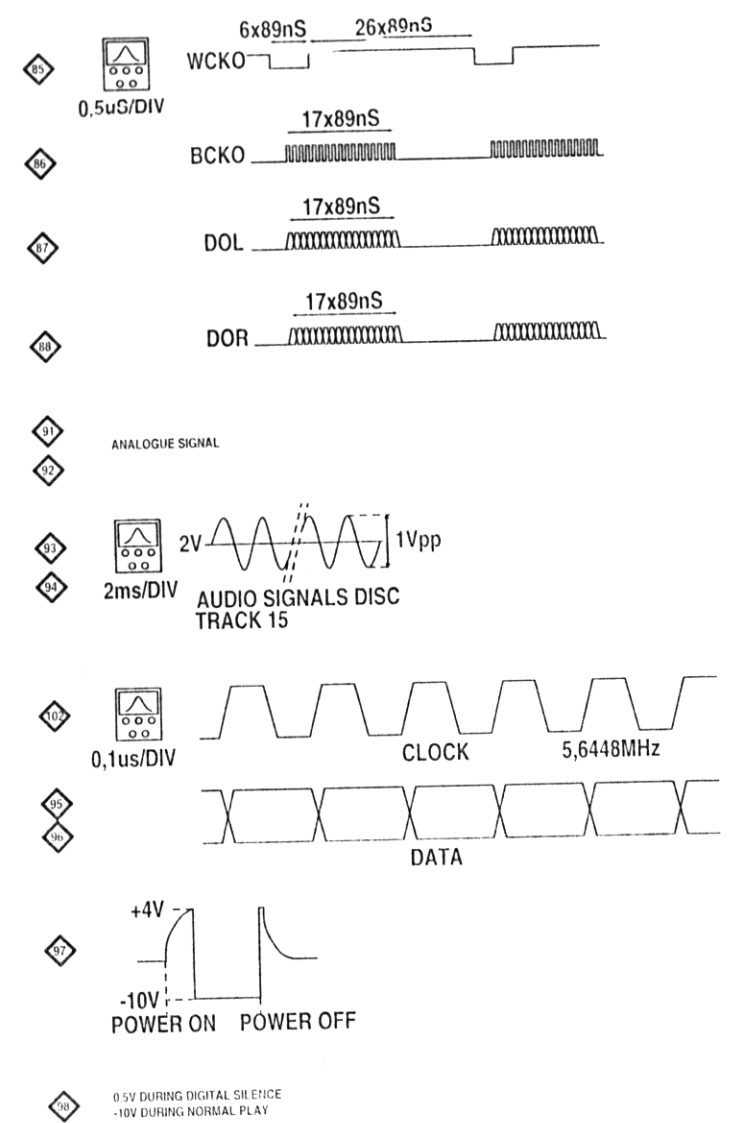 6x89nS 26x89nS
85 WCKO
0,5uS/DIV
17x89nS
86 BCKO
17x89nS
87 DOL
17x89nS
88 DOR
91
ANALOGUE SIGNAL
92
93 2V 1Vpp
94 2ms/DIV AUDIO SIGNALS DISC
TRACK 15
102
0,1us/DIV CLOCK 5,6448MHz
95
96
DATA
+4V
97
-10V
POWER ON POWER OFF
98 0.5V DURING DIGITAL SILENCE
-10V DURING NORMAL PLAY